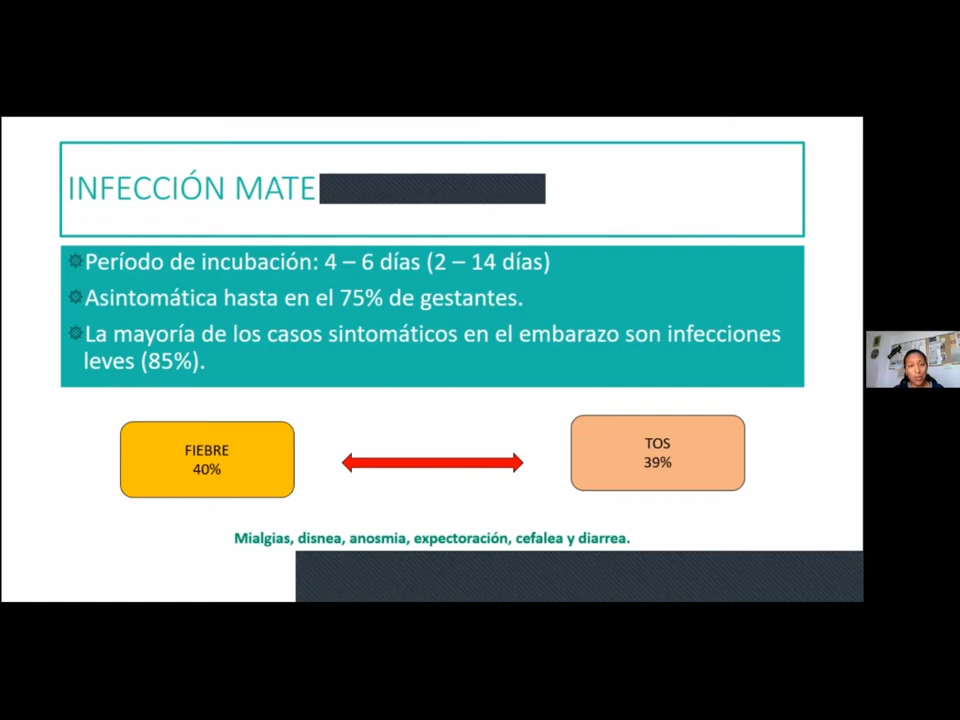 INFECCIÓN MATE
Período de incubación: 4 – 6 días (2 – 14 días)
Asintomática hasta en el 75% de gestantes.
La mayoría de los casos sintomáticos en el embarazo son infecciones
leves (85%).
FIEBRE
40%
TOS
39%
Mialgias, disnea, anosmia, expectoración, cefalea y diarrea.